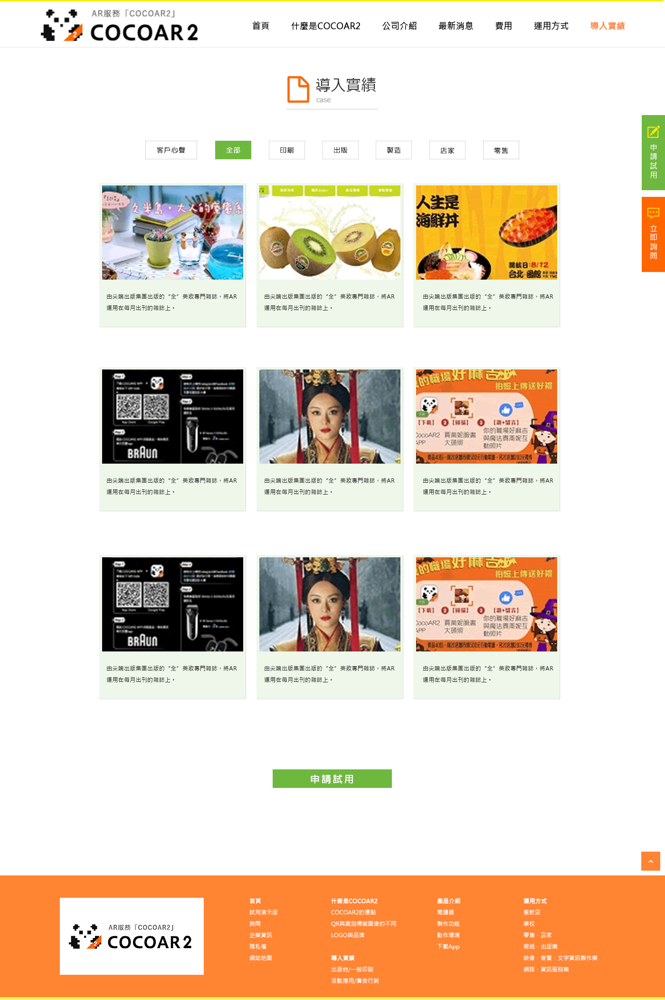 AR服務「COCOAR2」
COCOAR2
首頁
什麼是COCOAR2
公司介紹
最新消息
費用
運用方式
導入實績
導入實績
case
客戶心聲
全部
印刷
出版
製造
店家
零售
申請試用
立即詢問
久米島。大人的療癒系
人生是
海鮮丼
開航日:8/12
由尖端出版集團出版的“全”美妝專門雜誌，將AR
運用在每月出刊的雜誌上。
由尖端出版集團出版的“全”美妝專門雜誌，將AR
運用在每月出刊的雜誌上。
由尖端出版集團出版的“全”美妝專門雜誌，將AR
運用在每月出刊的雜誌上。
App Store
Google Play
BRAUN
的職場好麻吉
拍照上傳送好禮
【下載】
2
【掃描】
3
【讚+留言】
CocoAR2
APP
賈蒂妮臉書
大頭照
你的職場好麻吉
與魔法賈蒂妮互
動照片
由尖端出版集團出版的“全”美妝專門雜誌，將AR
運用在每月出刊的雜誌上。
由尖端出版集團出版的“全”美妝專門雜誌，將AR
運用在每月出刊的雜誌上。
由尖端出版集團出版的“全”美妝專門雜誌，將AR
運用在每月出刊的雜誌上。
App Store
Google Play
BRAUN
的職場好麻吉
拍照上傳送好禮
【下載】
2
【掃描】
3
【讚+留言】
CocoAR2
APP
賈蒂妮臉書
大頭照
你的職場好麻吉
與魔法賈蒂妮互
動照片
由尖端出版集團出版的“全”美妝專門雜誌，將AR
運用在每月出刊的雜誌上。
由尖端出版集團出版的“全”美妝專門雜誌，將AR
運用在每月出刊的雜誌上。
由尖端出版集團出版的“全”美妝專門雜誌，將AR
運用在每月出刊的雜誌上。
申請試用
AR服務「COCOAR2」
COCOAR2
首頁
試用演示版
詢問
企業資訊
隱私權
網站地圖
什麼是COCOAR2
COCOAR2的優點
QR與識別標籤圖像的不同
LOGO與品牌
導入實績
出版物/一般印刷
活動應用/廣告行銷
產品介紹
閱讀器
製作功能
動作環境
下載App
運用方式
餐飲店
學校
零售．店家
報紙．出版業
映像．音聲．文字資訊製作業
網路．資訊服務業